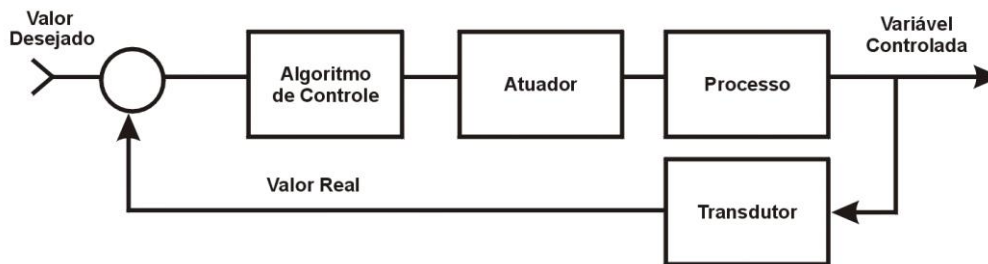 Valor
Desejado
Variável
Controlada
Algoritmo
de Controle
Atuador
Processo
Valor Real
Transdutor